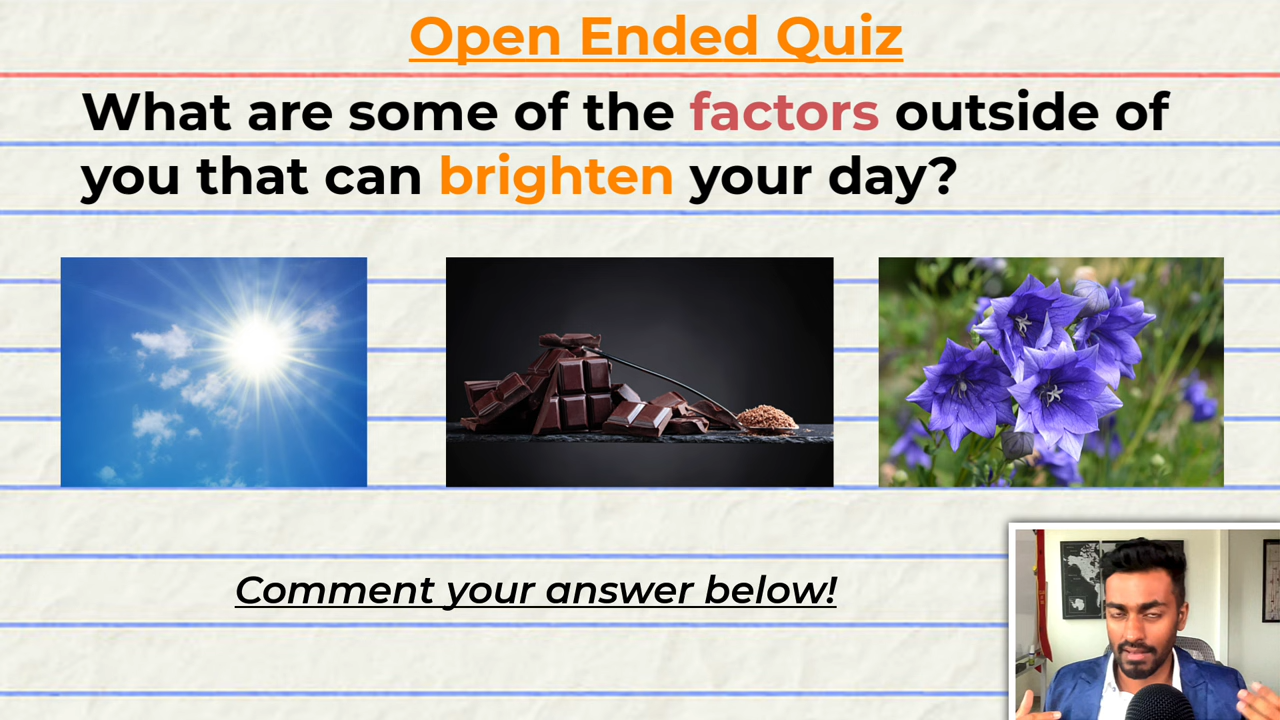 Open Ended Quiz
What are some of the factors outside of
you that can brighten your day?
Comment your answer below!